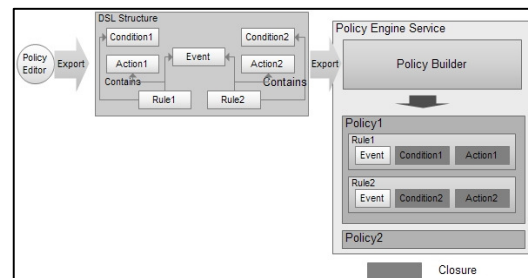 DSL Structure
Policy Editor
Export
Condition1
Action1
Contains
Event
Condition2
Action2
Contains
Rule1
Rule2
Export
Policy Engine Service
Policy Builder
Policy1
Rule1
Event
Condition1
Action1
Rule2
Event
Condition2
Action2
Policy2
Closure